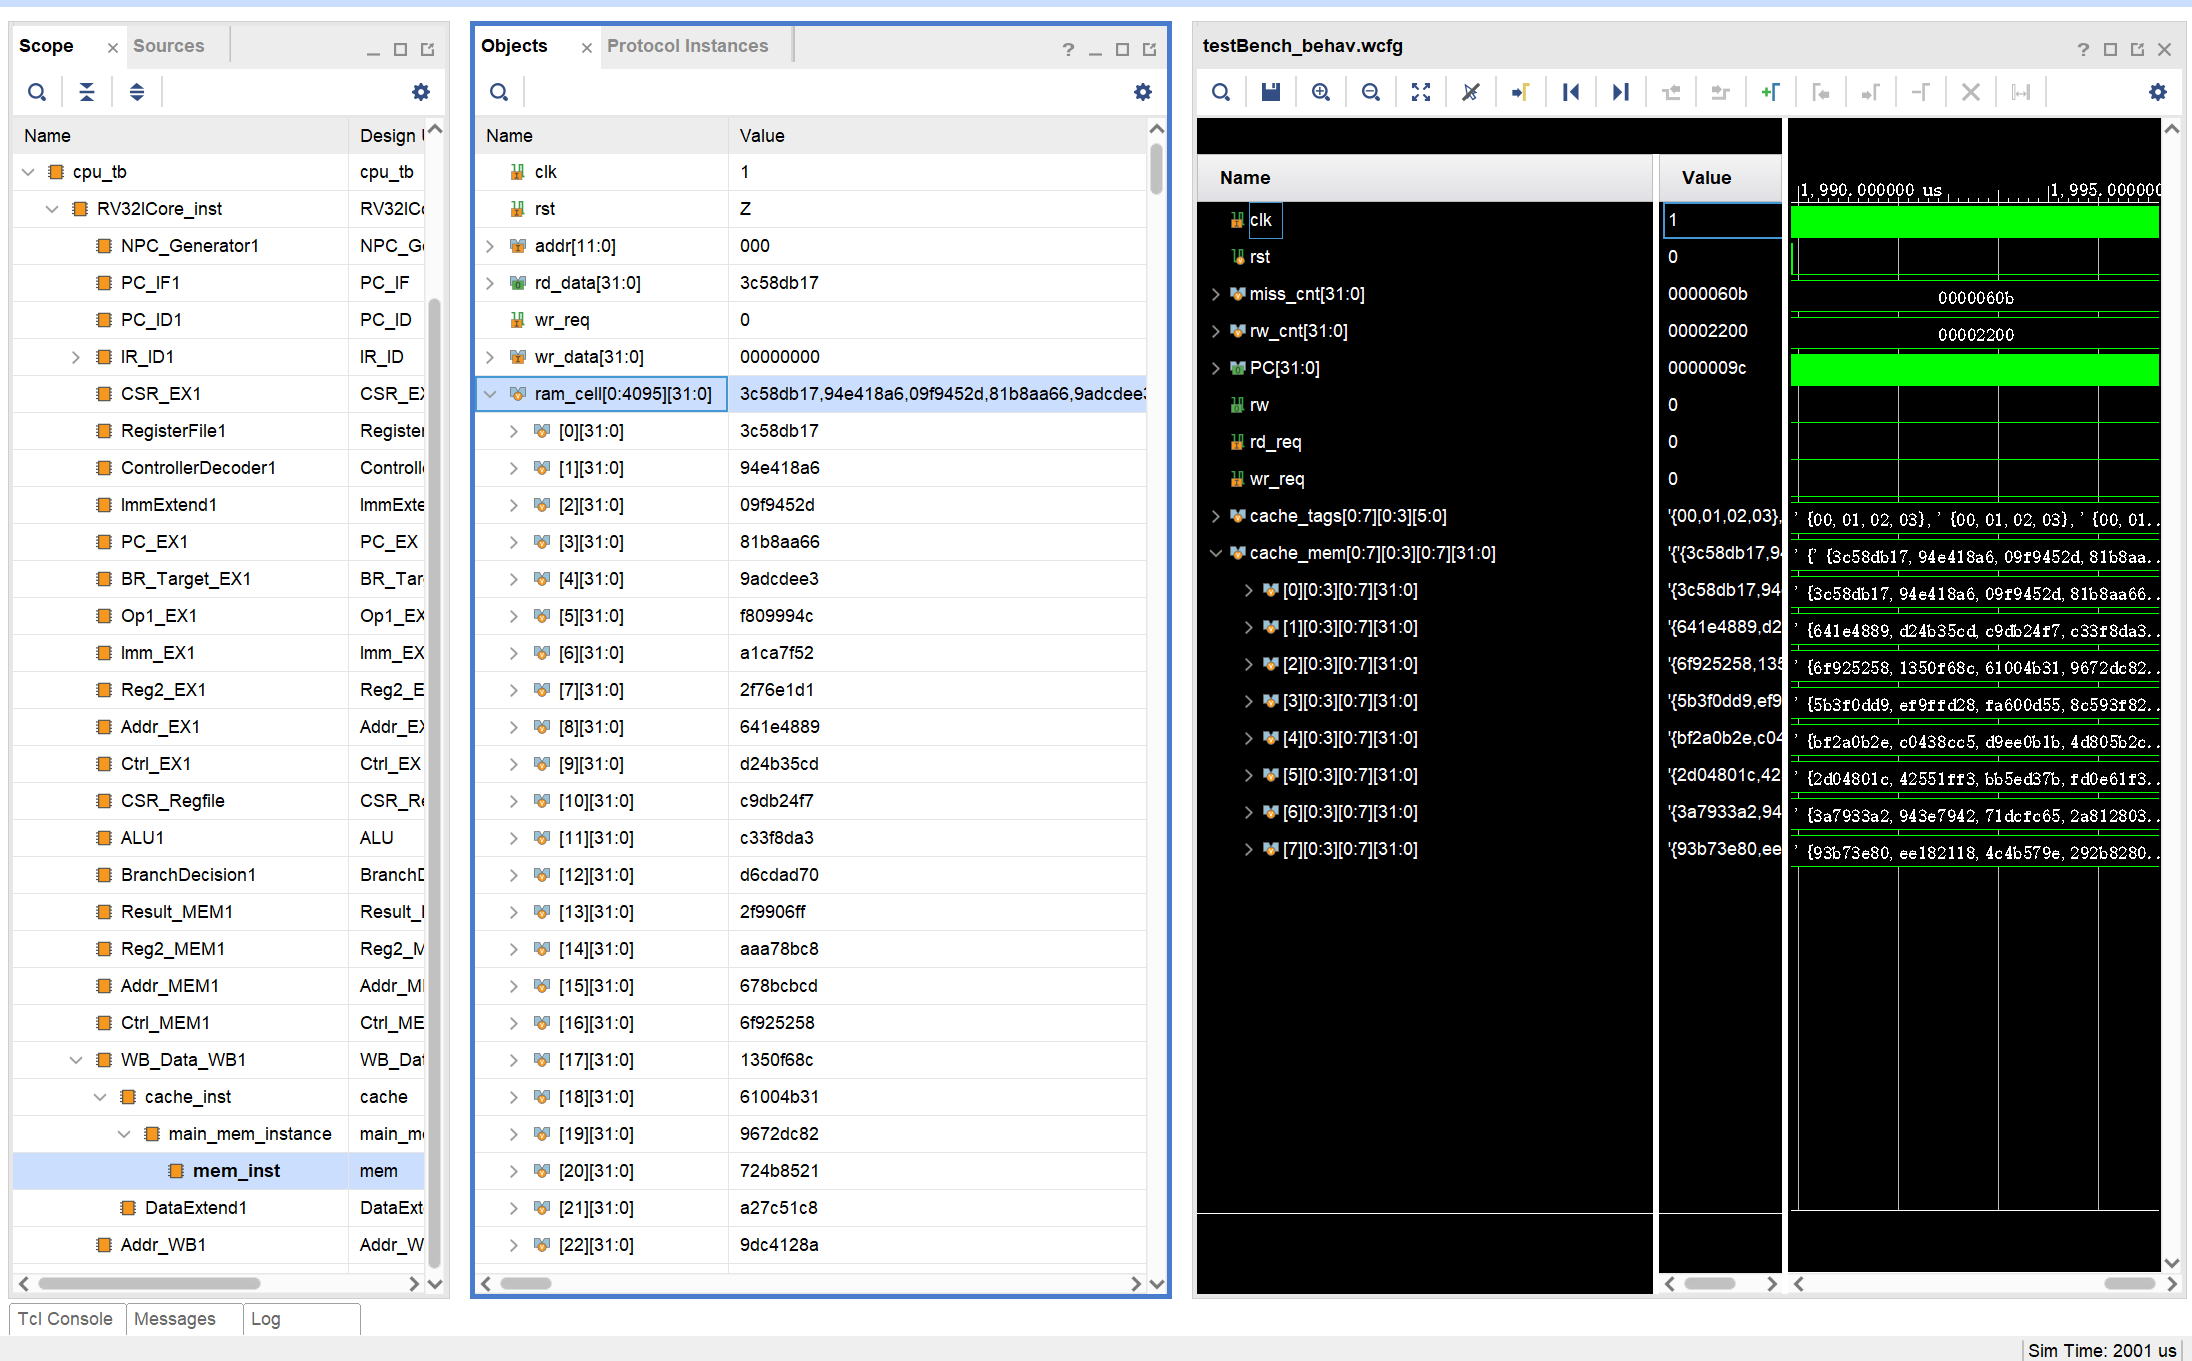 Scope
Sources
Name
Design U
cpu_tb cpu_tb
RV32ICore_inst RV32IC
NPC_Generator1 NPC_G
PC_IF1 PC_IF
PC_ID1 PC_ID
IR_ID1 IR_ID
CSR_EX1 CSR_E
RegisterFile1 Register
ControllerDecoder1 Controll
ImmExtend1 ImmExte
PC_EX1 PC_EX
BR_Target_EX1 BR_Tar
Op1_EX1 Op1_EX
Imm_EX1 Imm_EX
Reg2_EX1 Reg2_E
Addr_EX1 Addr_E
Ctrl_EX1 Ctrl_EX
CSR_Regfile CSR_R
ALU1 ALU
BranchDecision1 Branch
Result_MEM1 Result_
Reg2_MEM1 Reg2_M
Addr_MEM1 Addr_M
Ctrl_MEM1 Ctrl_ME
WB_Data_WB1 WB_Dat
cache_inst cache
main_mem_instance main_m
mem_inst mem
DataExtend1 DataExt
Addr_WB1 Addr_W
Objects
Protocol Instances
?
Name Value
clk 1
rst Z
addr[11:0] 000
rd_data[31:0] 3c58db17
wr_req 0
wr_data[31:0] 00000000
ram_cell[0:4095][31:0] 3c58db17,94e418a6,09f9452d,81b8aa66,9adcdee3
[0][31:0] 3c58db17
[1][31:0] 94e418a6
[2][31:0] 09f9452d
[3][31:0] 81b8aa66
[4][31:0] 9adcdee3
[5][31:0] f809994c
[6][31:0] a1ca7f52
[7][31:0] 2f76e1d1
[8][31:0] 641e4889
[9][31:0] d24b35cd
[10][31:0] c9db24f7
[11][31:0] c33f8da3
[12][31:0] d6cdad70
[13][31:0] 2f9906ff
[14][31:0] aaa78bc8
[15][31:0] 678bcbcd
[16][31:0] 6f925258
[17][31:0] 1350f68c
[18][31:0] 61004b31
[19][31:0] 9672dc82
[20][31:0] 724b8521
[21][31:0] a27c51c8
[22][31:0] 9dc4128a
testBench_behav.wcfg
?
Name Value
1,990.000000 us 1,995.000000
clk 1
rst 0
miss_cnt[31:0] 0000060b 0000060b
rw_cnt[31:0] 00002200 00002200
PC[31:0] 0000009c
rw 0
rd_req 0
wr_req 0
cache_tags[0:7][0:3][5:0] '{00,01,02,03}, '{00,01,02,03},'{00,01,02,03},'{00,01..
cache_mem[0:7][0:3][0:7][31:0] '{'{3c58db17,94 '{'{3c58db17,94e418a6,09f9452d,81b8aa..
[0][0:3][0:7][31:0] '{3c58db17,94 '{3c58db17,94e418a6,09f9452d,81b8aa66..
[1][0:3][0:7][31:0] '{641e4889,d2 '{641e4889,d24b35cd,c9db24f7,c33f8da3..
[2][0:3][0:7][31:0] '{6f925258,135 '{6f925258,1350f68c,61004b31,9672dc82..
[3][0:3][0:7][31:0] '{5b3f0dd9,ef9 '{5b3f0dd9,ef9ffd28,fa600d55,8c593f82..
[4][0:3][0:7][31:0] '{bf2a0b2e,c04 '{bf2a0b2e,c0438cc5,d9ee0b1b,4d805b2c..
[5][0:3][0:7][31:0] '{2d04801c,42 '{2d04801c,42551ff3,bb5ed37b,fd0e61f3..
[6][0:3][0:7][31:0] '{3a7933a2,94 '{3a7933a2,943e7942,71dcfc65,2a812803..
[7][0:3][0:7][31:0] '{93b73e80,ee '{93b73e80,ee182118,4c4b579e,292b8280..
Tcl Console
Messages
Log
Sim Time: 2001 us